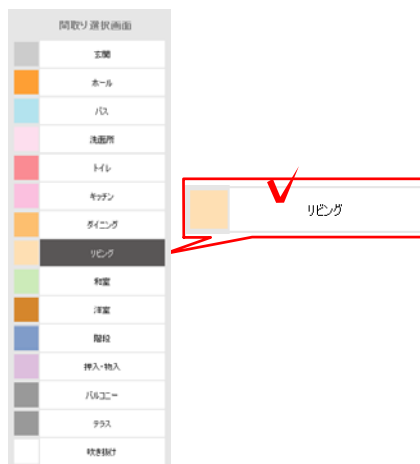 間取り選択画面
玄関
ホール
バス
洗面所
トイレ
キッチン
ダイニング
リビング
リビング
和室
洋室
階段
押入・物入
バルコニー
テラス
吹き抜け